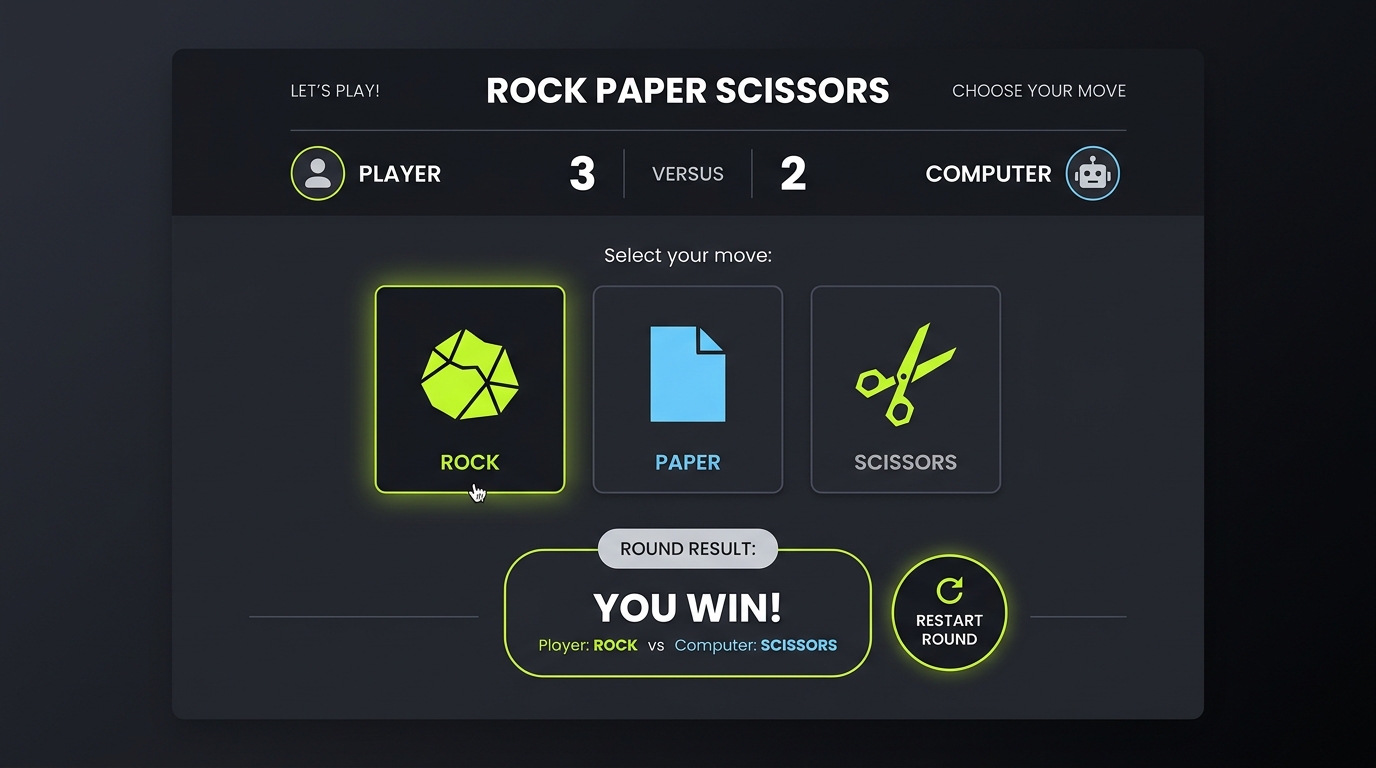 LET'S PLAY!
ROCK PAPER SCISSORS
CHOOSE YOUR MOVE
PLAYER
3
VERSUS
2
COMPUTER
Select your move:
ROCK
PAPER
SCISSORS
ROUND RESULT:
YOU WIN!
Ployer: ROCK vs Computer: SCISSORS
RESTART
ROUND